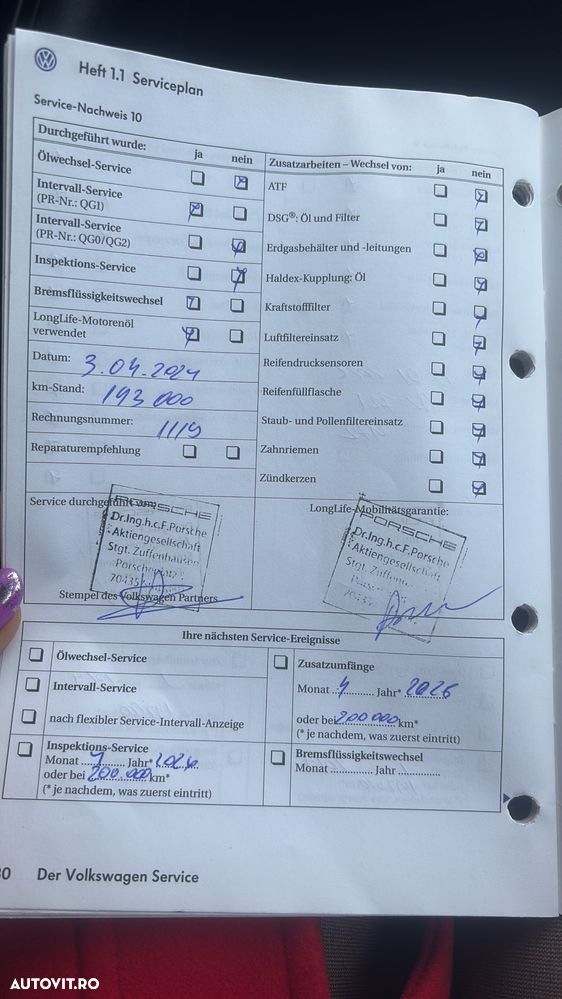 Heft 1.1 Serviceplan
Service-Nachweis 10
Durchgeführt wurde: ja nein
Ölwechsel-Service
Intervall-Service
(PR-Nr.: QG1)
Intervall-Service
(PR-Nr.: QG0/QG2)
Inspektions-Service
Bremsflüssigkeitswechsel
LongLife-Motorenöl
verwendet
Datum: 3.04.2024
km-Stand: 193 000
Rechnungsnummer: 1119
Reparaturempfehlung
Zusatzarbeiten – Wechsel von: ja nein
ATF
DSG®: Öl und Filter
Erdgasbehälter und -leitungen
Haldex-Kupplung: Öl
Kraftstofffilter
Luftfiltereinsatz
Reifendrucksensoren
Reifenfüllflasche
Staub- und Pollenfiltereinsatz
Zahnriemen
Zündkerzen
Service durchgeführt
PORSCHE
Dr.Ing.h.c.F.Porsche
Aktiengesellschaft
Stgt. Zuffenhausen
70435
Stempel des Volkswagen Partners
LongLife-Mobilitätsgarantie:
PORSCHE
Dr.Ing.h.c.F.Porsche
Aktiengesellschaft
Stgt.
Ihre nächsten Service-Ereignisse
Ölwechsel-Service
Intervall-Service
nach flexibler Service-Intervall-Anzeige
Inspektions-Service
Monat Jahr*
oder bei 200.000 km*
(* je nachdem, was zuerst eintritt)
Zusatzumfänge
Monat 4 Jahr* 2026
oder bei 200 000 km*
(* je nachdem, was zuerst eintritt)
Bremsflüssigkeitswechsel
Monat Jahr
Der Volkswagen Service
AUTOVIT.RO